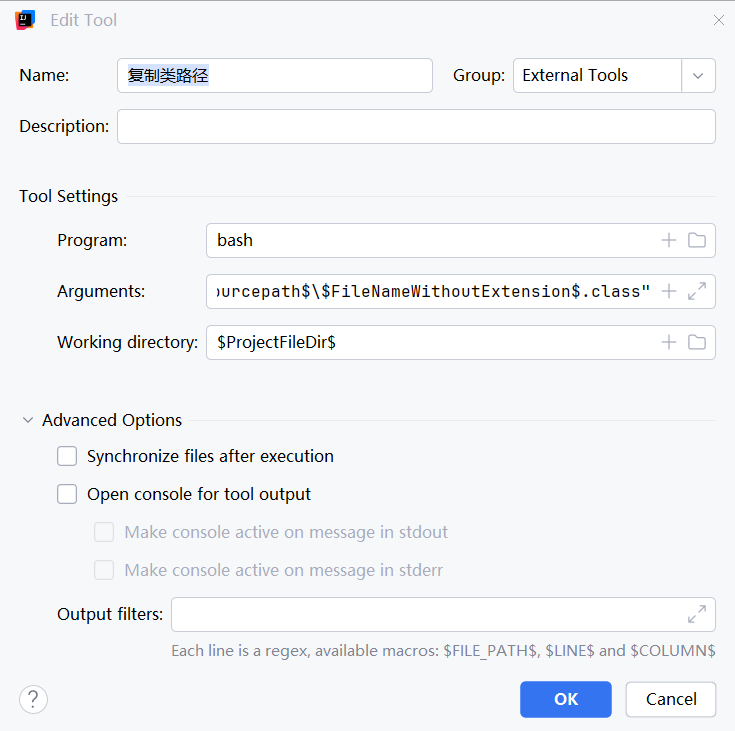 Edit Tool
Name: 复制类路径 Group: External Tools
Description:
Tool Settings
Program: bash
Arguments: ourcepath$\$FileNameWithoutExtension$.class"
Working directory: $ProjectFileDir$
Advanced Options
Synchronize files after execution
Open console for tool output
Make console active on message in stdout
Make console active on message in stderr
Output filters:
Each line is a regex, available macros: $FILE_PATH$, $LINE$ and $COLUMN$
? OK Cancel